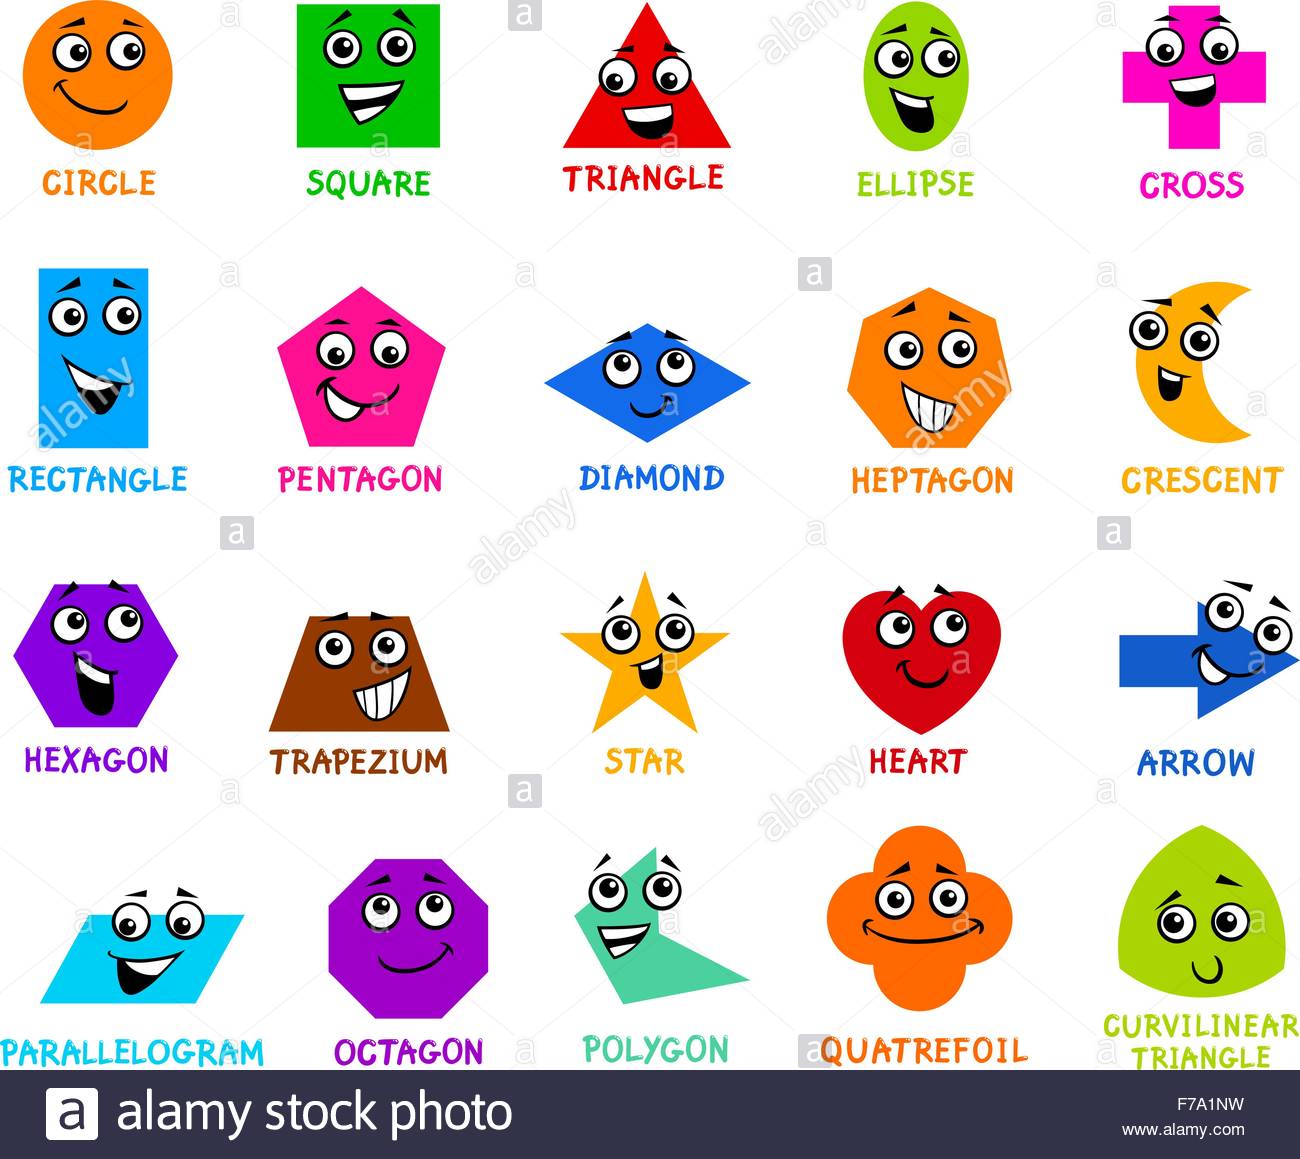 CIRCLE SQUARE TRIANGLE ELLIPSE CROSS
RECTANGLE PENTAGON DIAMOND HEPTAGON CRESCENT
HEXAGON TRAPEZIUM STAR HEART ARROW
PARALLELOGRAM OCTAGON POLYGON QUATREFOIL CURVILINEAR
TRIANGLE
a alamy stock photo
F7A1NW
www.alamy.com